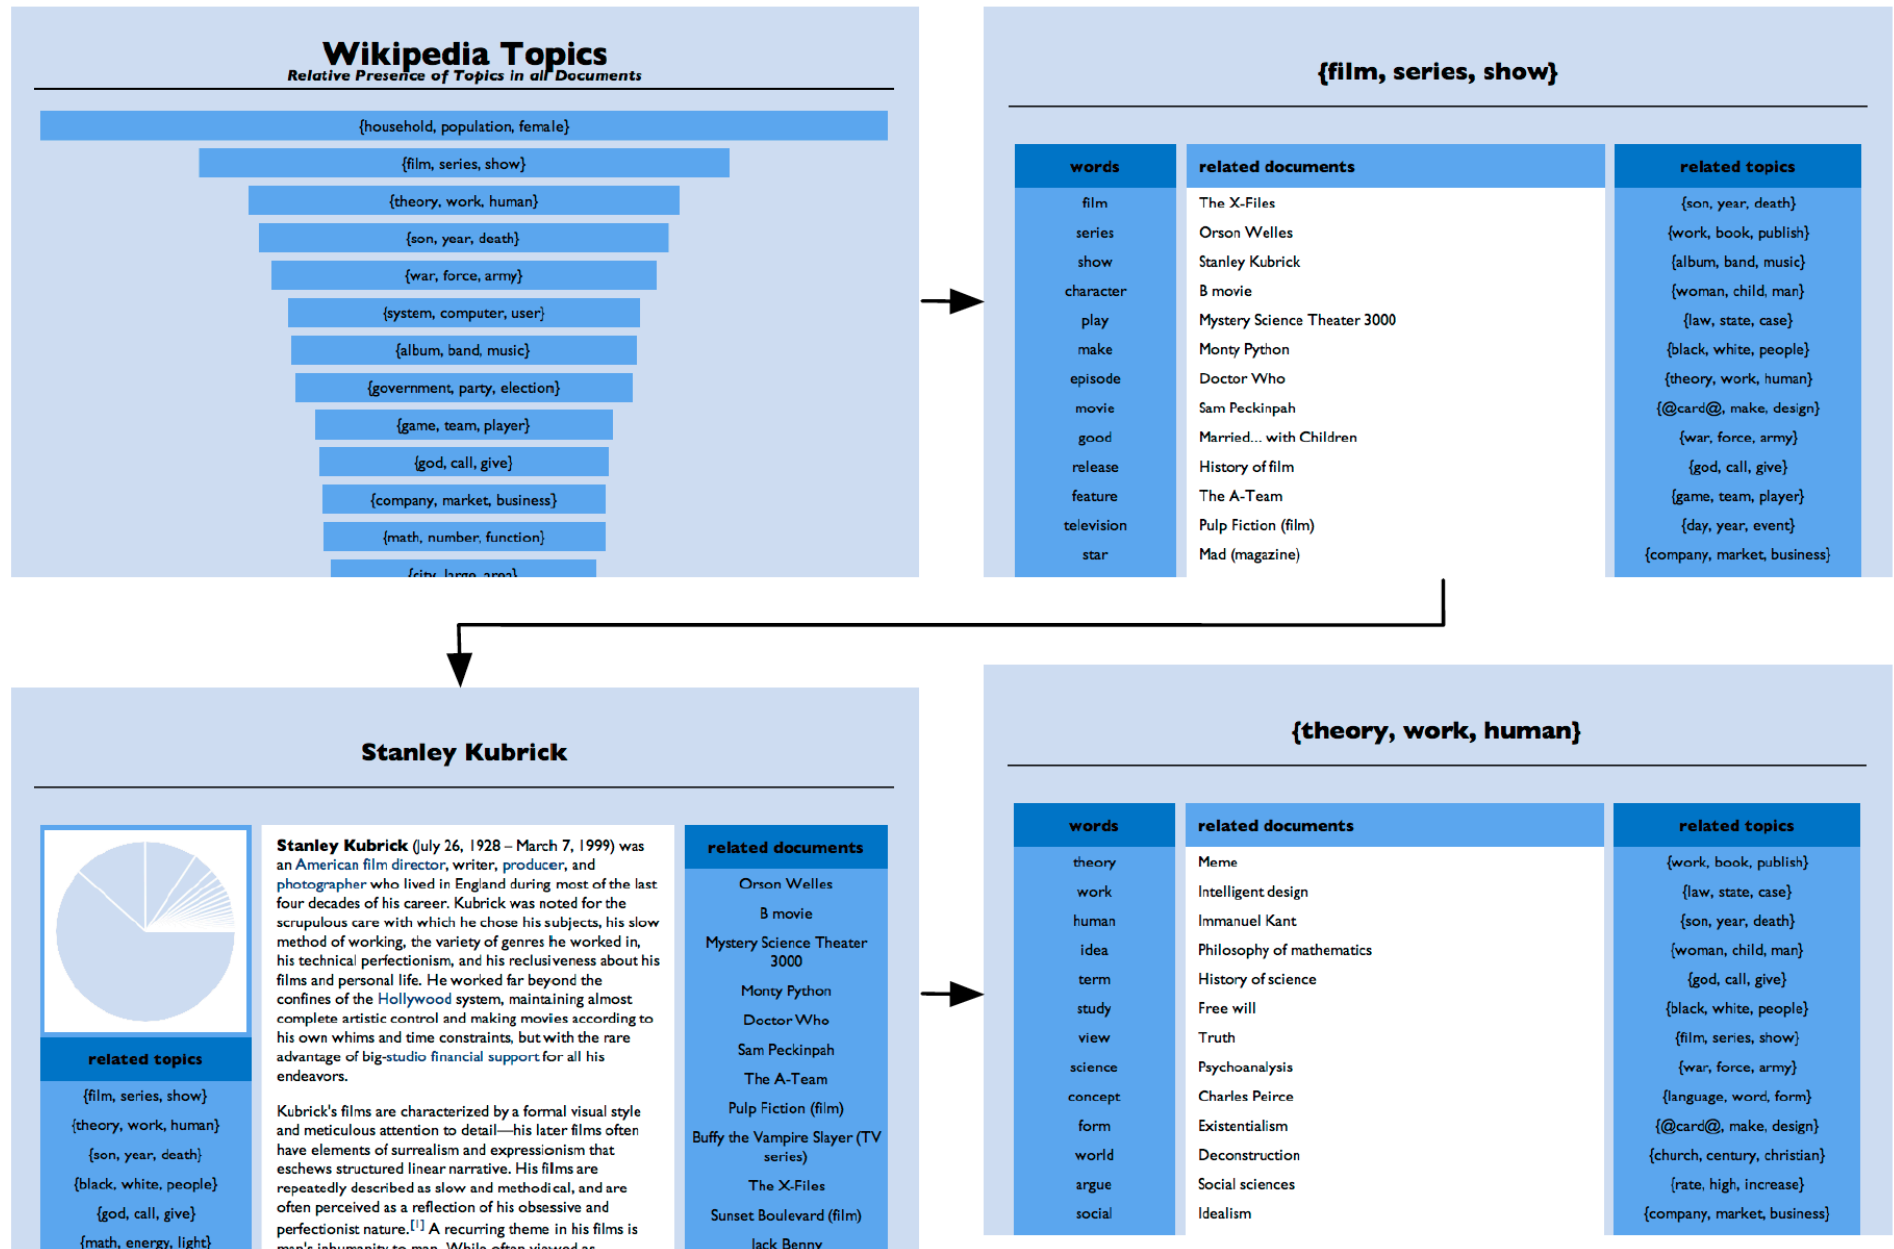 Wikipedia Topics
Relative Presence of Topics in all Documents
{household, population, female}
{film, series, show}
{theory, work, human}
{son, year, death}
{war, force, army}
{system, computer, user}
{album, band, music}
{government, party, election}
{game, team, player}
{god, call, give}
{company, market, business}
{math, number, function}
{city, large, area}
{film, series, show}
words
film
series
show
character
play
make
episode
movie
good
release
feature
television
star
related documents
The X-Files
Orson Welles
Stanley Kubrick
B movie
Mystery Science Theater 3000
Monty Python
Doctor Who
Sam Peckinpah
Married... with Children
History of film
The A-Team
Pulp Fiction (film)
Mad (magazine)
related topics
{son, year, death}
{work, book, publish}
{album, band, music}
{woman, child, man}
{law, state, case}
{black, white, people}
{theory, work, human}
{@card@, make, design}
{war, force, army}
{god, call, give}
{game, team, player}
{day, year, event}
{company, market, business}
Stanley Kubrick
related topics
{film, series, show}
{theory, work, human}
{son, year, death}
{black, white, people}
{god, call, give}
{math, energy, light}
Stanley Kubrick (July 26, 1928 – March 7, 1999) was
an American film director, writer, producer, and
photographer who lived in England during most of the last
four decades of his career. Kubrick was noted for the
scrupulous care with which he chose his subjects, his slow
method of working, the variety of genres he worked in,
his technical perfectionism, and his reclusiveness about his
films and personal life. He worked far beyond the
confines of the Hollywood system, maintaining almost
complete artistic control and making movies according to
his own whims and time constraints, but with the rare
advantage of big-studio financial support for all his
endeavors.
Kubrick's films are characterized by a formal visual style
and meticulous attention to detail—his later films often
have elements of surrealism and expressionism that
eschews structured linear narrative. His films are
repeatedly described as slow and methodical, and are
often perceived as a reflection of his obsessive and
perfectionist nature.[1] A recurring theme in his films is
man's inhumanity to man. While often viewed as
related documents
Orson Welles
B movie
Mystery Science Theater
3000
Monty Python
Doctor Who
Sam Peckinpah
The A-Team
Pulp Fiction (film)
Buffy the Vampire Slayer (TV
series)
The X-Files
Sunset Boulevard (film)
Jack Benny
{theory, work, human}
words
theory
work
human
idea
term
study
view
science
concept
form
world
argue
social
related documents
Meme
Intelligent design
Immanuel Kant
Philosophy of mathematics
History of science
Free will
Truth
Psychoanalysis
Charles Peirce
Existentialism
Deconstruction
Social sciences
Idealism
related topics
{work, book, publish}
{law, state, case}
{son, year, death}
{woman, child, man}
{god, call, give}
{black, white, people}
{film, series, show}
{war, force, army}
{language, word, form}
{@card@, make, design}
{church, century, christian}
{rate, high, increase}
{company, market, business}